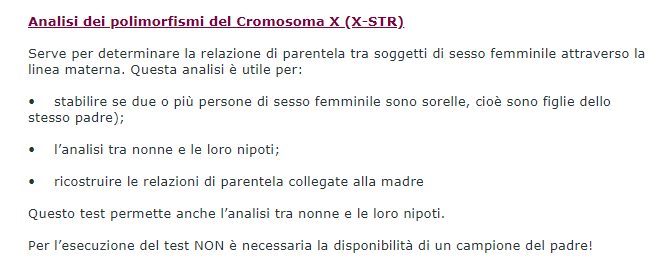 Analisi dei polimorfismi del Cromosoma X (X-STR)
Serve per determinare la relazione di parentela tra soggetti di sesso femminile attraverso la
linea materna. Questa analisi è utile per:
• stabilire se due o più persone di sesso femminile sono sorelle, cioè sono figlie dello
stesso padre);
• l’analisi tra nonne e le loro nipoti;
• ricostruire le relazioni di parentela collegate alla madre
Questo test permette anche l’analisi tra nonne e le loro nipoti.
Per l’esecuzione del test NON è necessaria la disponibilità di un campione del padre!